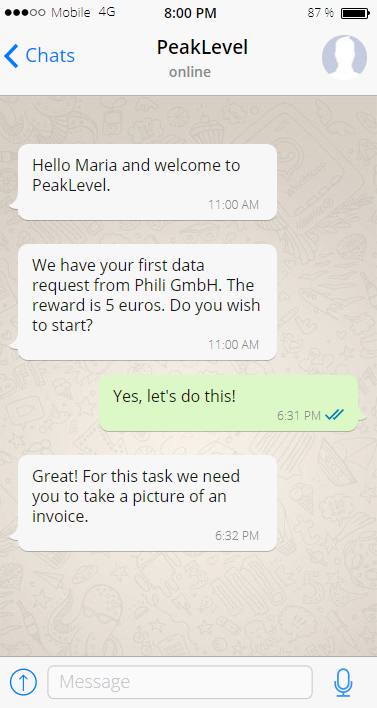 Mobile 4G 8:00 PM 87 %
Chats PeakLevel
online
Hello Maria and welcome to
PeakLevel.
11:00 AM
We have your first data
request from Phili GmbH. The
reward is 5 euros. Do you wish
to start?
11:00 AM
Yes, let's do this!
6:31 PM
Great! For this task we need
you to take a picture of an
invoice.
6:32 PM
Message